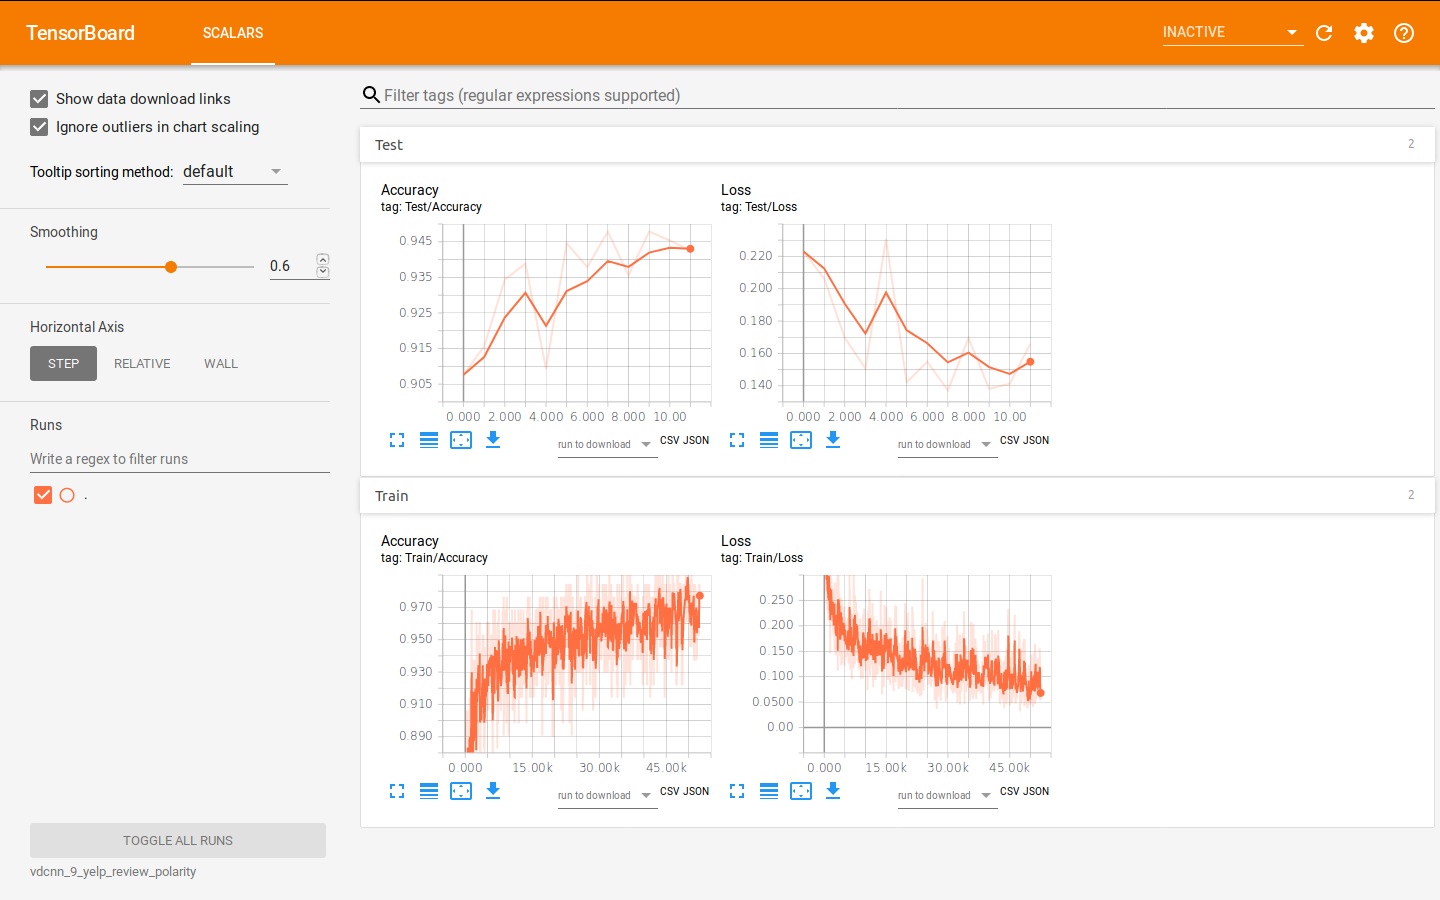 TensorBoard
SCALARS
INACTIVE
Show data download links
Ignore outliers in chart scaling
Tooltip sorting method: default
Smoothing
0.6
Horizontal Axis
STEP RELATIVE WALL
Runs
Write a regex to filter runs
.
TOGGLE ALL RUNS
vdcnn_9_yelp_review_polarity
Filter tags (regular expressions supported)
Test 2
Accuracy
tag: Test/Accuracy
0.945
0.935
0.925
0.915
0.905
0.000 2.000 4.000 6.000 8.000 10.00
run to download CSV JSON
Loss
tag: Test/Loss
0.220
0.200
0.180
0.160
0.140
0.000 2.000 4.000 6.000 8.000 10.00
run to download CSV JSON
Train 2
Accuracy
tag: Train/Accuracy
0.970
0.950
0.930
0.910
0.890
0.000 15.00k 30.00k 45.00k
run to download CSV JSON
Loss
tag: Train/Loss
0.250
0.200
0.150
0.100
0.0500
0.00
0.000 15.00k 30.00k 45.00k
run to download CSV JSON